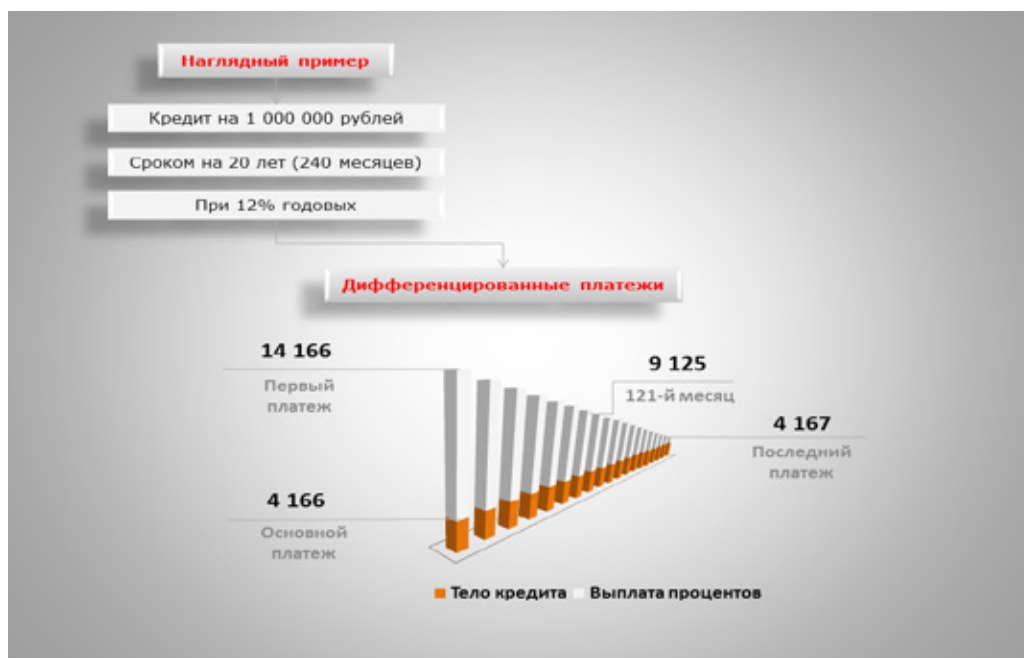 Наглядный пример
Кредит на 1 000 000 рублей
Сроком на 20 лет (240 месяцев)
При 12% годовых
Дифференцированные платежи
14 166
Первый
платеж
9 125
121-й месяц
4 167
Последний
платеж
4 166
Основной
платеж
Тело кредита
Выплата процентов